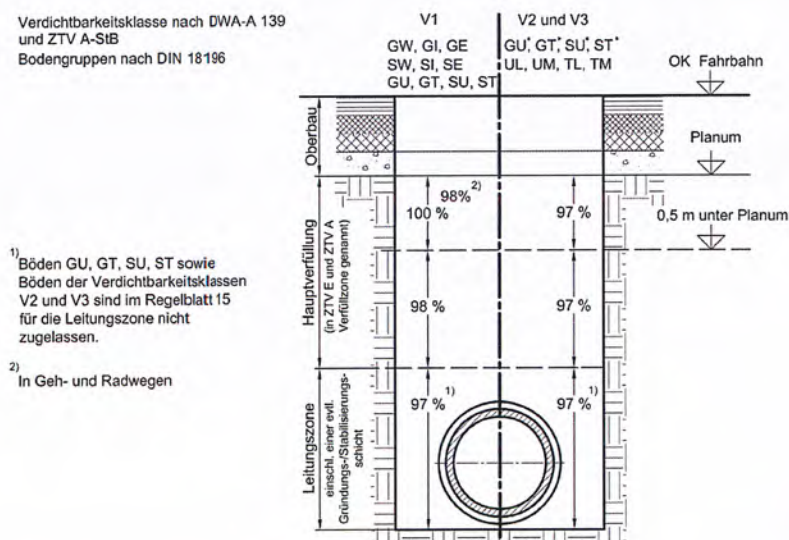 Verdichtbarkeitsklasse nach DWA-A 139
und ZTV A-StB
Bodengruppen nach DIN 18196
V1
GW, GI, GE
SW, SI, SE
GU, GT, SU, ST
V2 und V3
GU*, GT*, SU*, ST*
UL, UM, TL, TM
OK Fahrbahn
Planum
0,5 m unter Planum
Oberbau
Hauptverfüllung
(in ZTV E und ZTV A
Verfüllzone genannt)
Leitungszone
einschl. einer evtl.
Gründungs-/Stabilisierungs-
schicht
98% 2)
100 %
97 %
98 %
97 %
97 % 1)
97 % 1)
1) Böden GU, GT, SU, ST sowie
Böden der Verdichtbarkeitsklassen
V2 und V3 sind im Regelblatt 15
für die Leitungszone nicht
zugelassen.
2) In Geh- und Radwegen